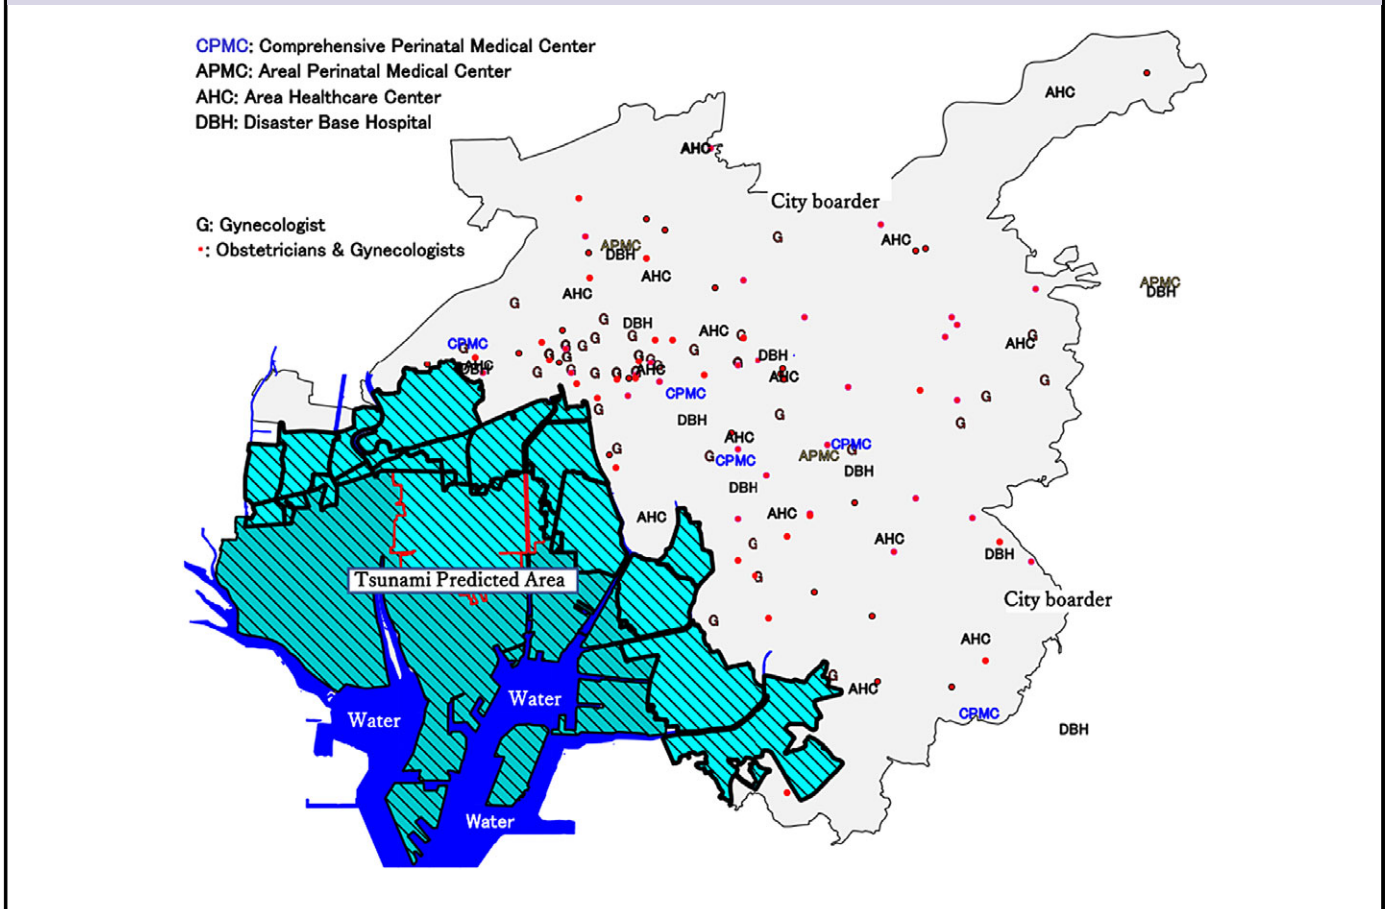 CPMC: Comprehensive Perinatal Medical Center
APMC: Areal Perinatal Medical Center
AHC: Area Healthcare Center
DBH: Disaster Base Hospital
AHC
AHC
City boarder
G: Gynecologist
•: Obstetricians & Gynecologists
G
AHC
APMC
DBH
AHC
APMC
DBH
AHC
G
G
DBH
AHC
G
G
G
G
AHC
CPMC
G
G
G
G
G
DBH
G
G
G
AHC
DBH
G
G
G
G
AHC
AHC
G
CPMC
G
G
G
DBH
G
AHC
CPMC
G
G
G
CPMC
APMC
DBH
DBH
AHC
AHC
AHC
G
DBH
Tsunami Predicted Area
G
City boarder
G
AHC
G
AHC
Water
Water
CPMC
DBH
Water